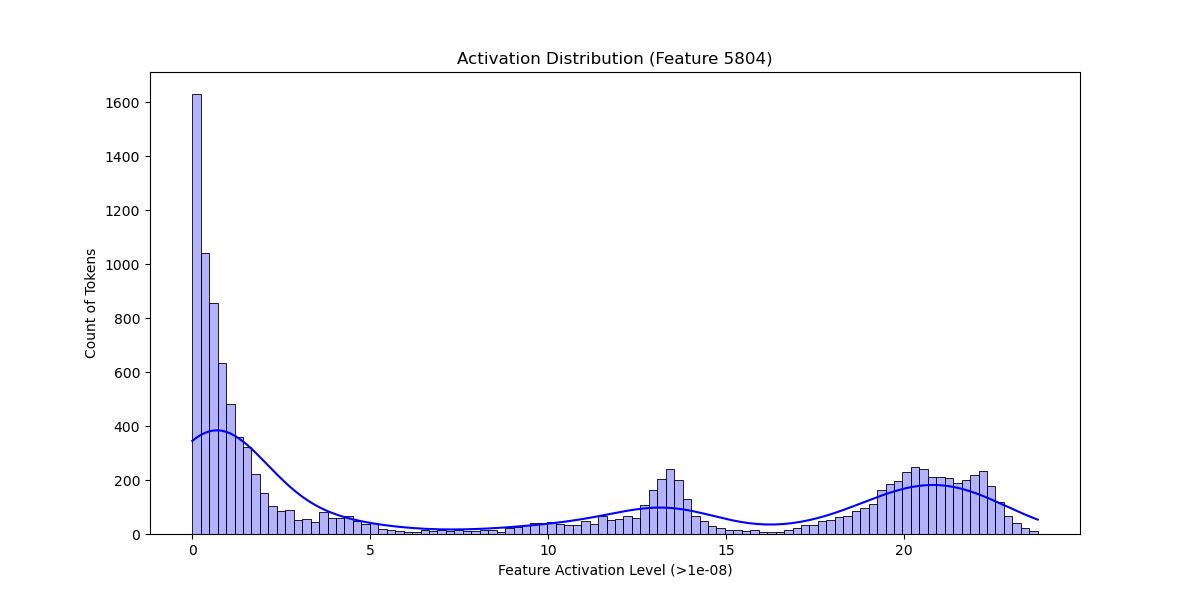 Activation Distribution (Feature 5804)
1600
1400
1200
1000
800
600
400
200
0
Count of Tokens
0 5 10 15 20
Feature Activation Level (>1e-08)